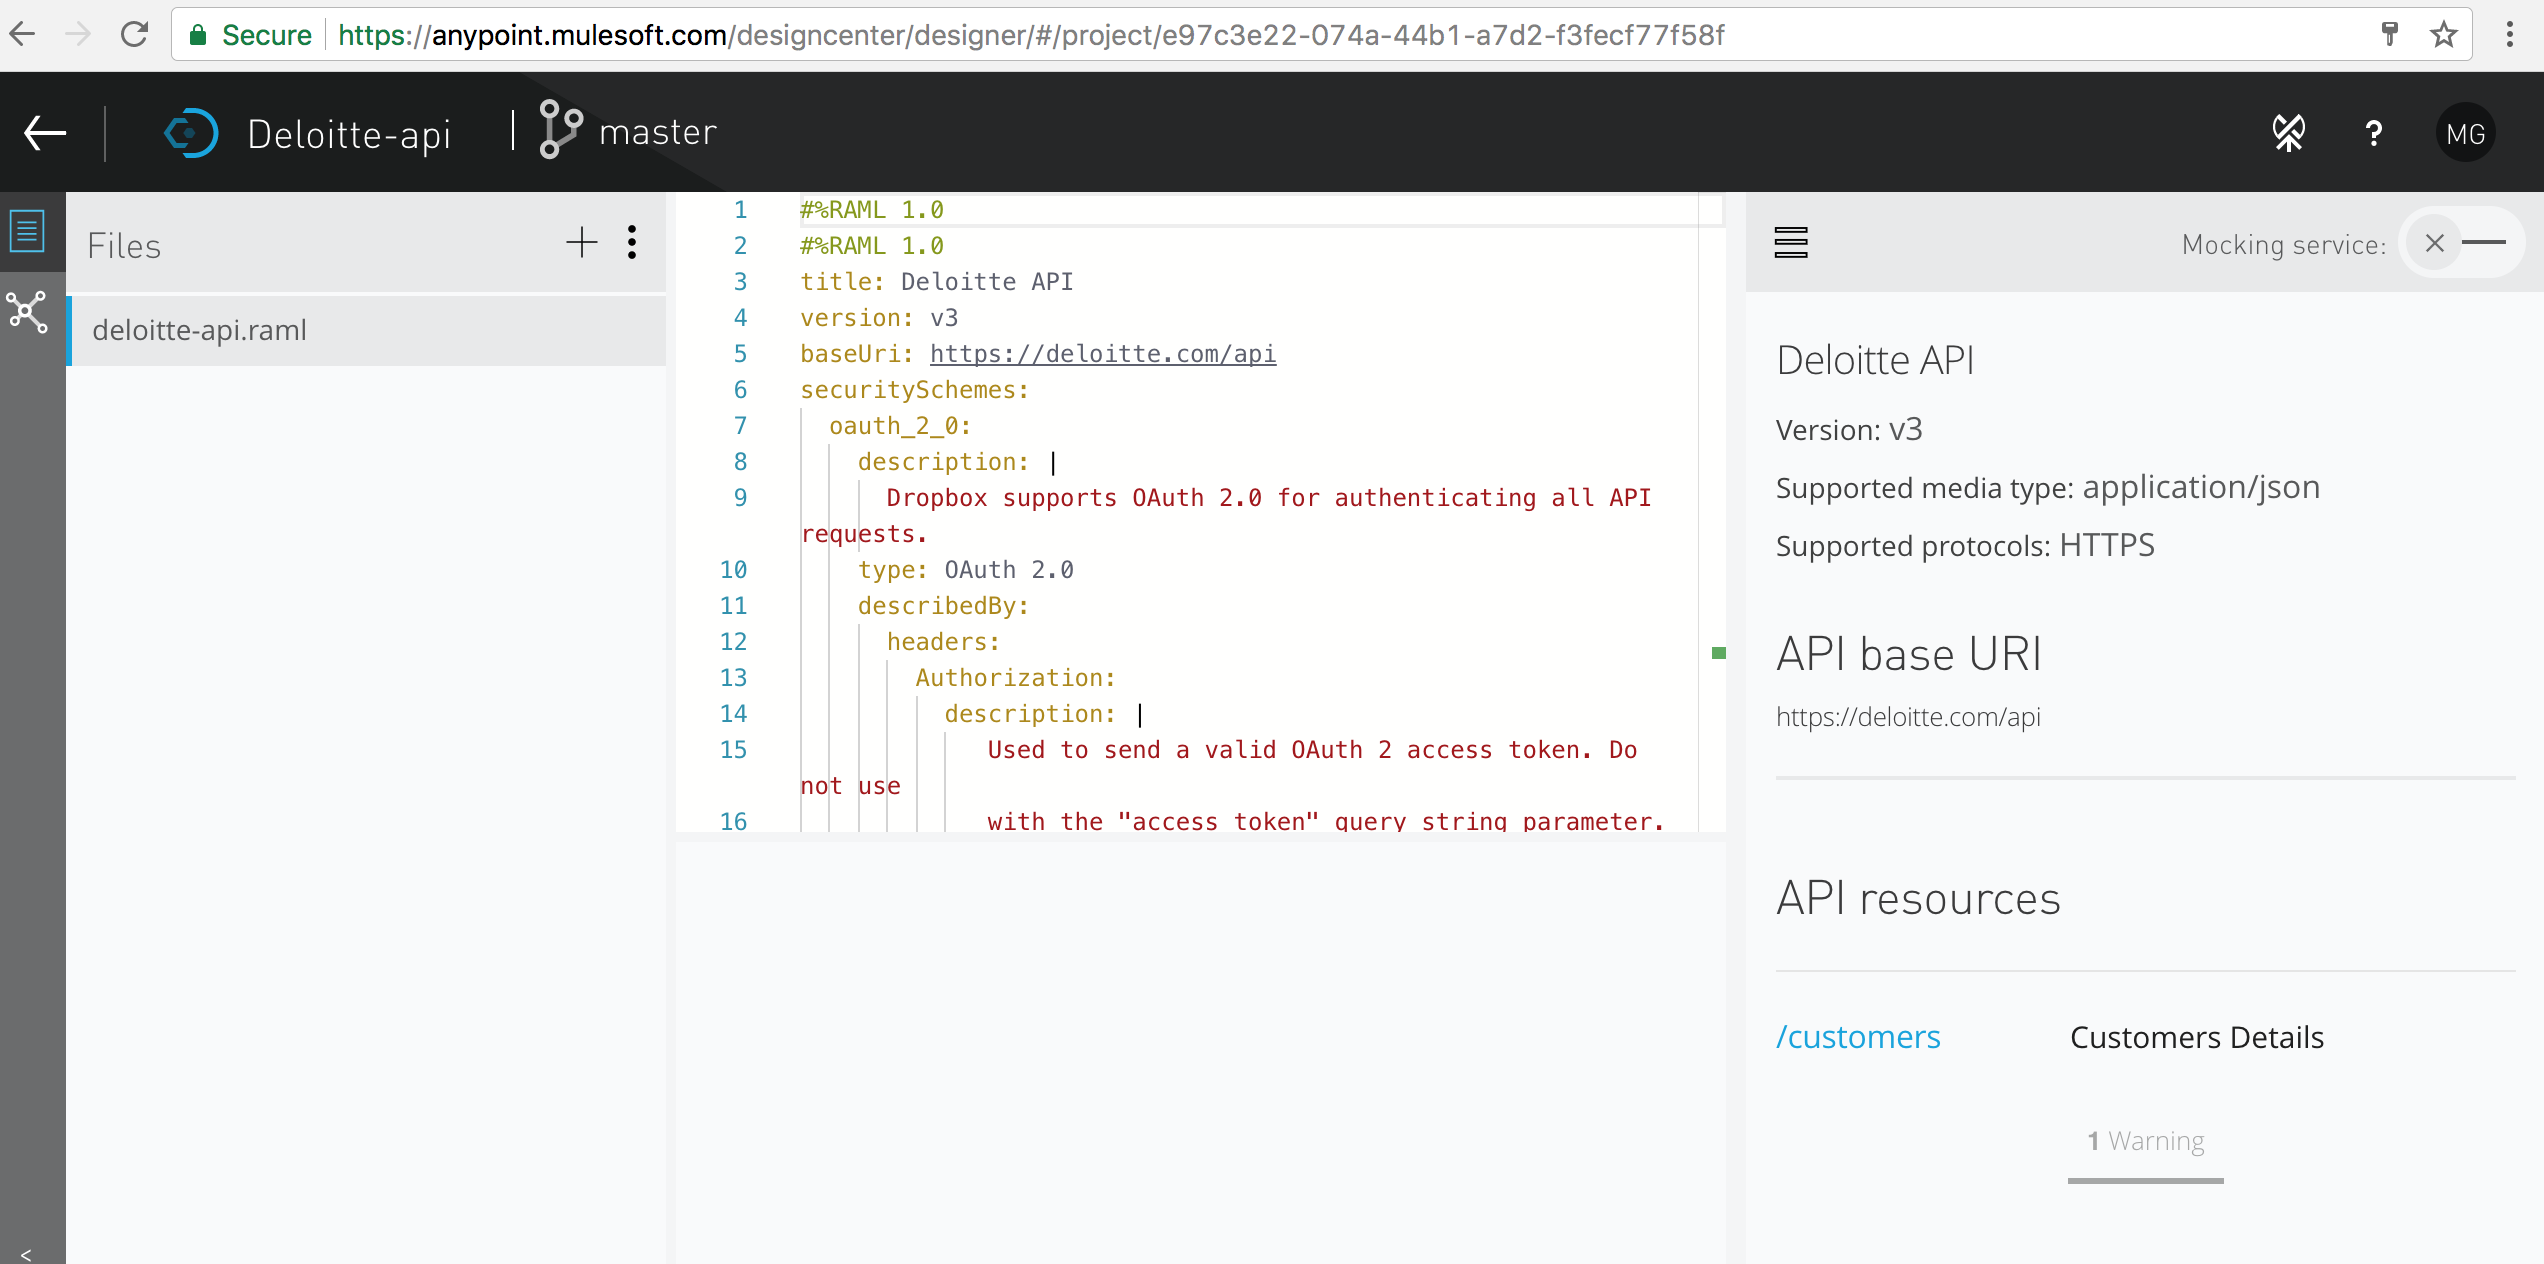 Secure https://anypoint.mulesoft.com/designcenter/designer/#/project/e97c3e22-074a-44b1-a7d2-f3fecf77f58f
Deloitte-api | master ? MG
Files
deloitte-api.raml
1 #%RAML 1.0
2 #%RAML 1.0
3 title: Deloitte API
4 version: v3
5 baseUri: https://deloitte.com/api
6 securitySchemes:
7 oauth_2_0:
8 description: |
9 Dropbox supports OAuth 2.0 for authenticating all API
requests.
10 type: OAuth 2.0
11 describedBy:
12 headers:
13 Authorization:
14 description: |
15 Used to send a valid OAuth 2 access token. Do
not use
16 with the "access_token" query string parameter.
Mocking service:
Deloitte API
Version: v3
Supported media type: application/json
Supported protocols: HTTPS
API base URI
https://deloitte.com/api
API resources
/customers Customers Details
1 Warning
<